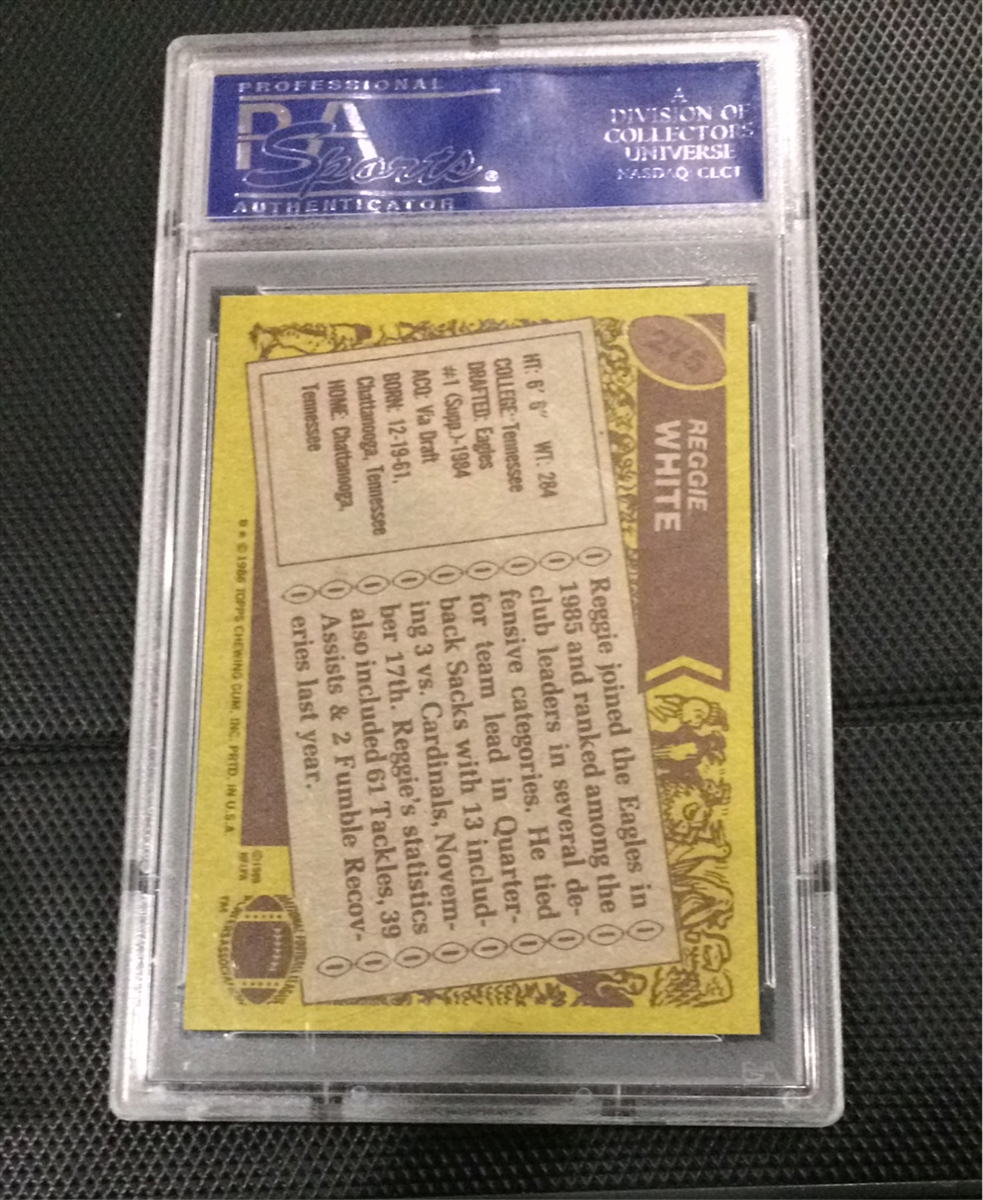 PROFESSIONAL
PSA
Sports®
AUTHENTICATOR
A
DIVISION OF
COLLECTORS
UNIVERSE
NASDAQ: CLCT
275
REGGIE
WHITE
HT: 6' 6" WT: 284
COLLEGE: Tennessee
DRAFTED: Eagles
#1 (Supp.)-1984
ACQ: Via Draft
BORN: 12-19-61,
Chattanooga, Tennessee
HOME: Chattanooga,
Tennessee
Reggie joined the Eagles in
1985 and ranked among the
club leaders in several de-
fensive categories. He tied
for team lead in Quarter-
back Sacks with 13 includ-
ing 3 vs. Cardinals, Novem-
ber 17th. Reggie's statistics
also included 61 Tackles, 39
Assists & 2 Fumble Recov-
eries last year.
© 1986 TOPPS CHEWING GUM, INC. PRTD. IN U.S.A.
NFLPA